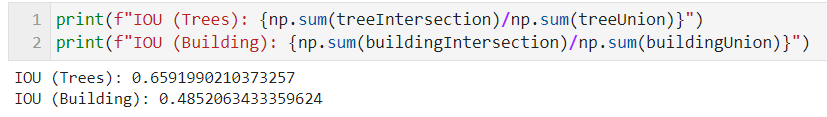 1 print(f"IOU (Trees): {np.sum(treeIntersection)/np.sum(treeUnion)}")
2 print(f"IOU (Building): {np.sum(buildingIntersection)/np.sum(buildingUnion)}")
IOU (Trees): 0.6591990210373257
IOU (Building): 0.4852063433359624